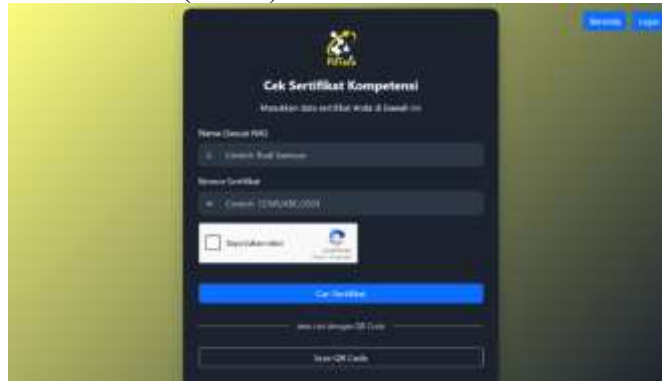 Beranda Login
Cek Sertifikat Kompetensi
Masukkan data sertifikat Anda di bawah ini
Nama (Sesuai NIK)
Contoh: Budi Santoso
Nomor Sertifikat
Contoh:
Saya bukan robot
Cari Sertifikat
atau cari dengan QR Code
Scan QR Code